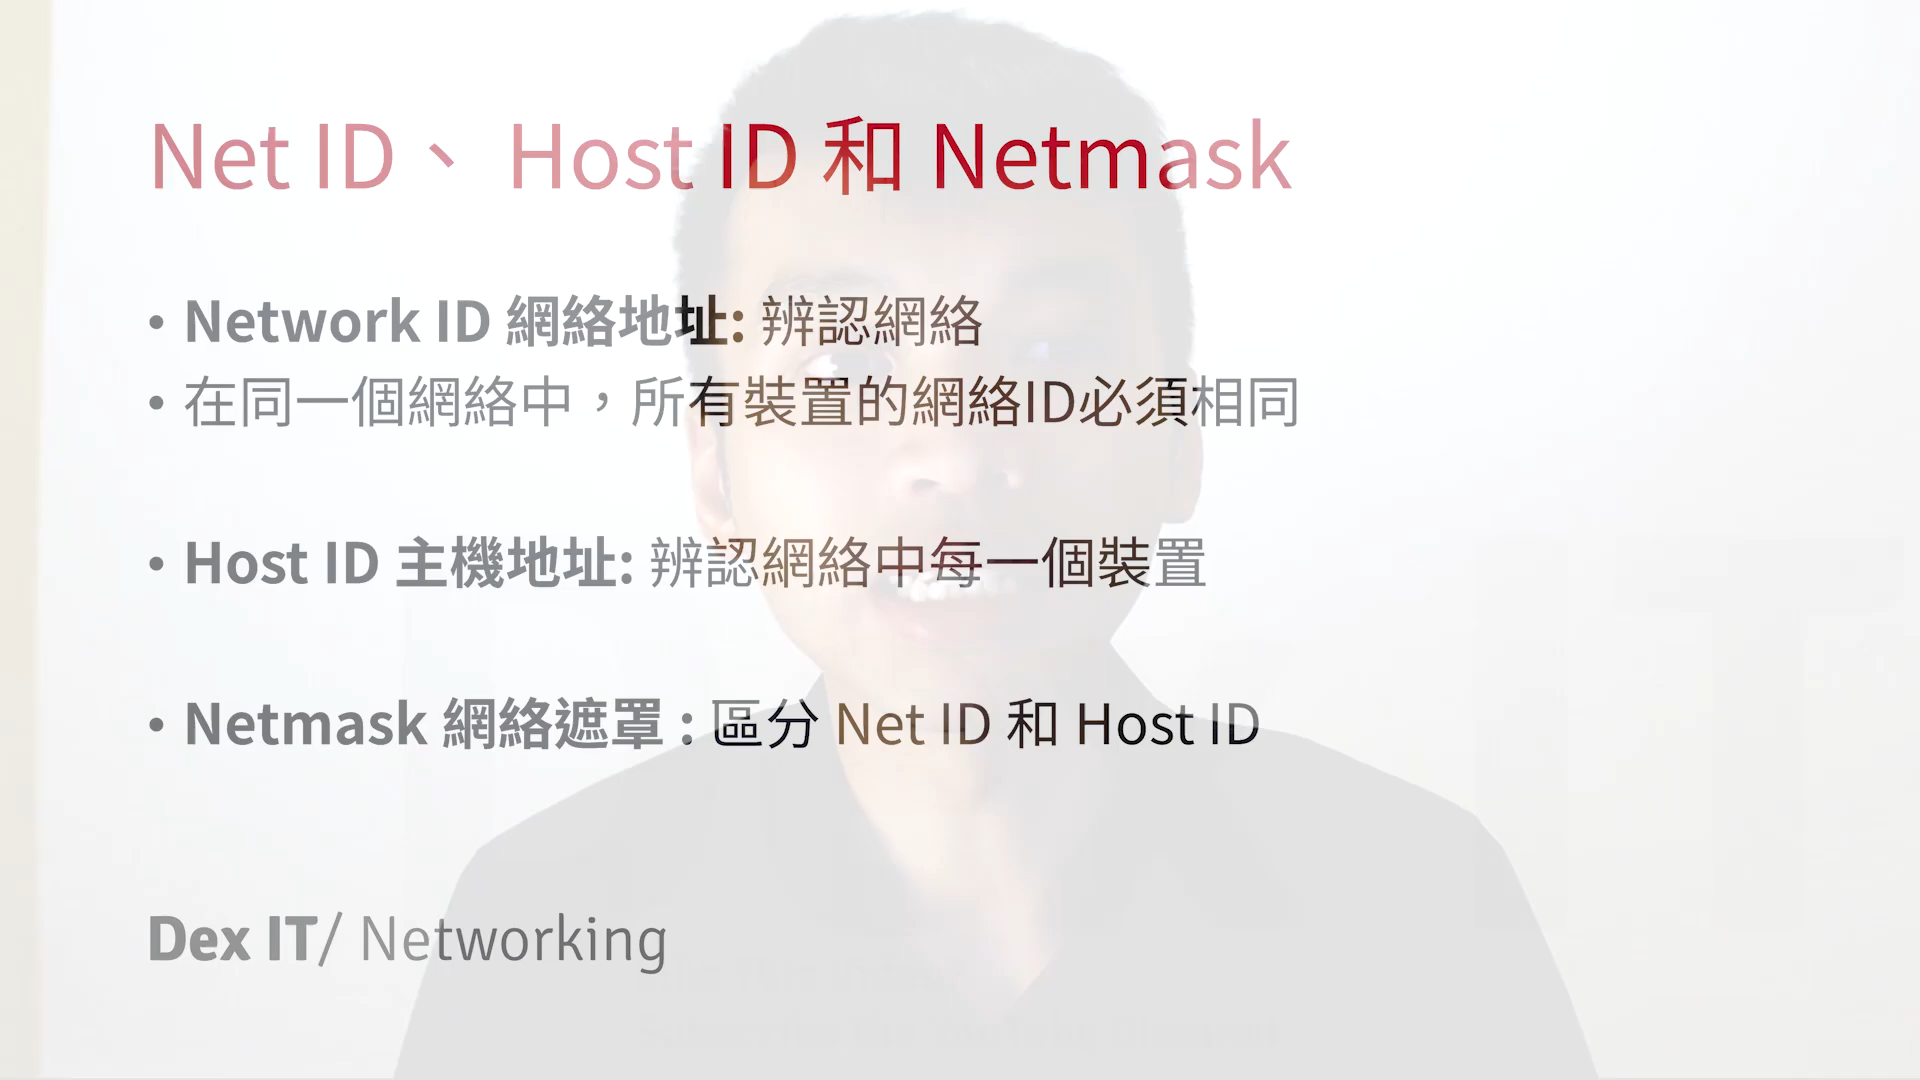 Net ID、 Host ID 和 Netmask
• Network ID 網絡地址: 辨認網絡
• 在同一個網絡中，所有裝置的網絡ID必須相同
• Host ID 主機地址: 辨認網絡中每一個裝置
• Netmask 網絡遮罩 : 區分 Net ID 和 Host ID
Dex IT/ Networking